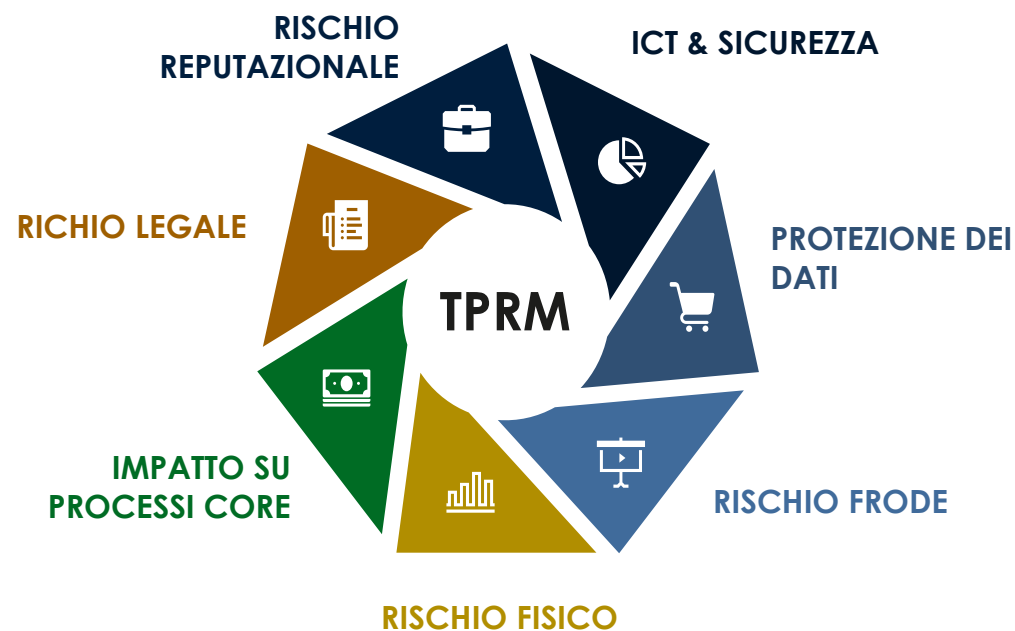 RISCHIO
REPUTAZIONALE
ICT & SICUREZZA
RICHIO LEGALE
PROTEZIONE DEI
DATI
TPRM
IMPATTO SU
PROCESSI CORE
RISCHIO FRODE
RISCHIO FISICO